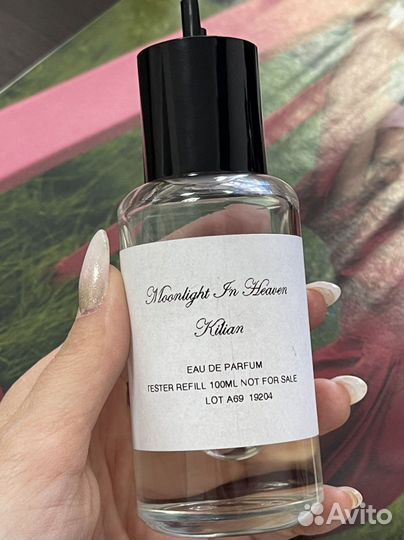 Moonlight In Heaven
Kilian
EAU DE PARFUM
TESTER REFILL 100ML NOT FOR SALE
LOT A69 19204
Avito